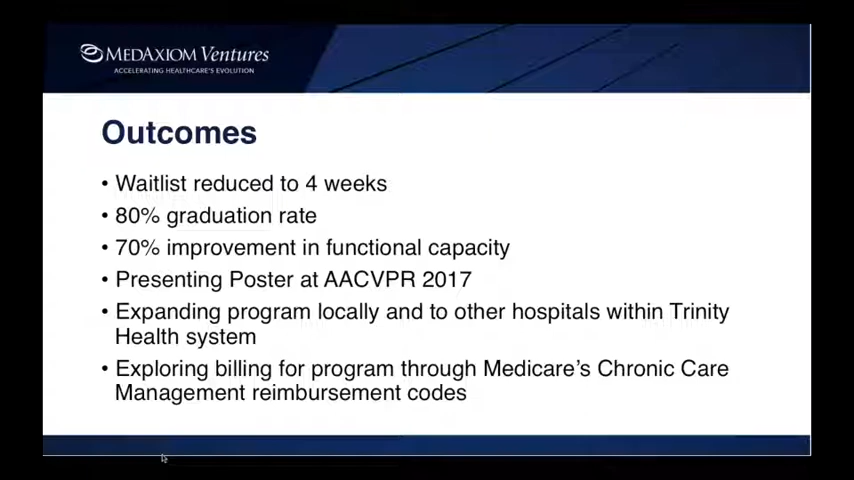 MEDAXIOM Ventures
ACCELERATING HEALTHCARE'S EVOLUTION
Outcomes
• Waitlist reduced to 4 weeks
• 80% graduation rate
• 70% improvement in functional capacity
• Presenting Poster at AACVPR 2017
• Expanding program locally and to other hospitals within Trinity
Health system
• Exploring billing for program through Medicare's Chronic Care
Management reimbursement codes